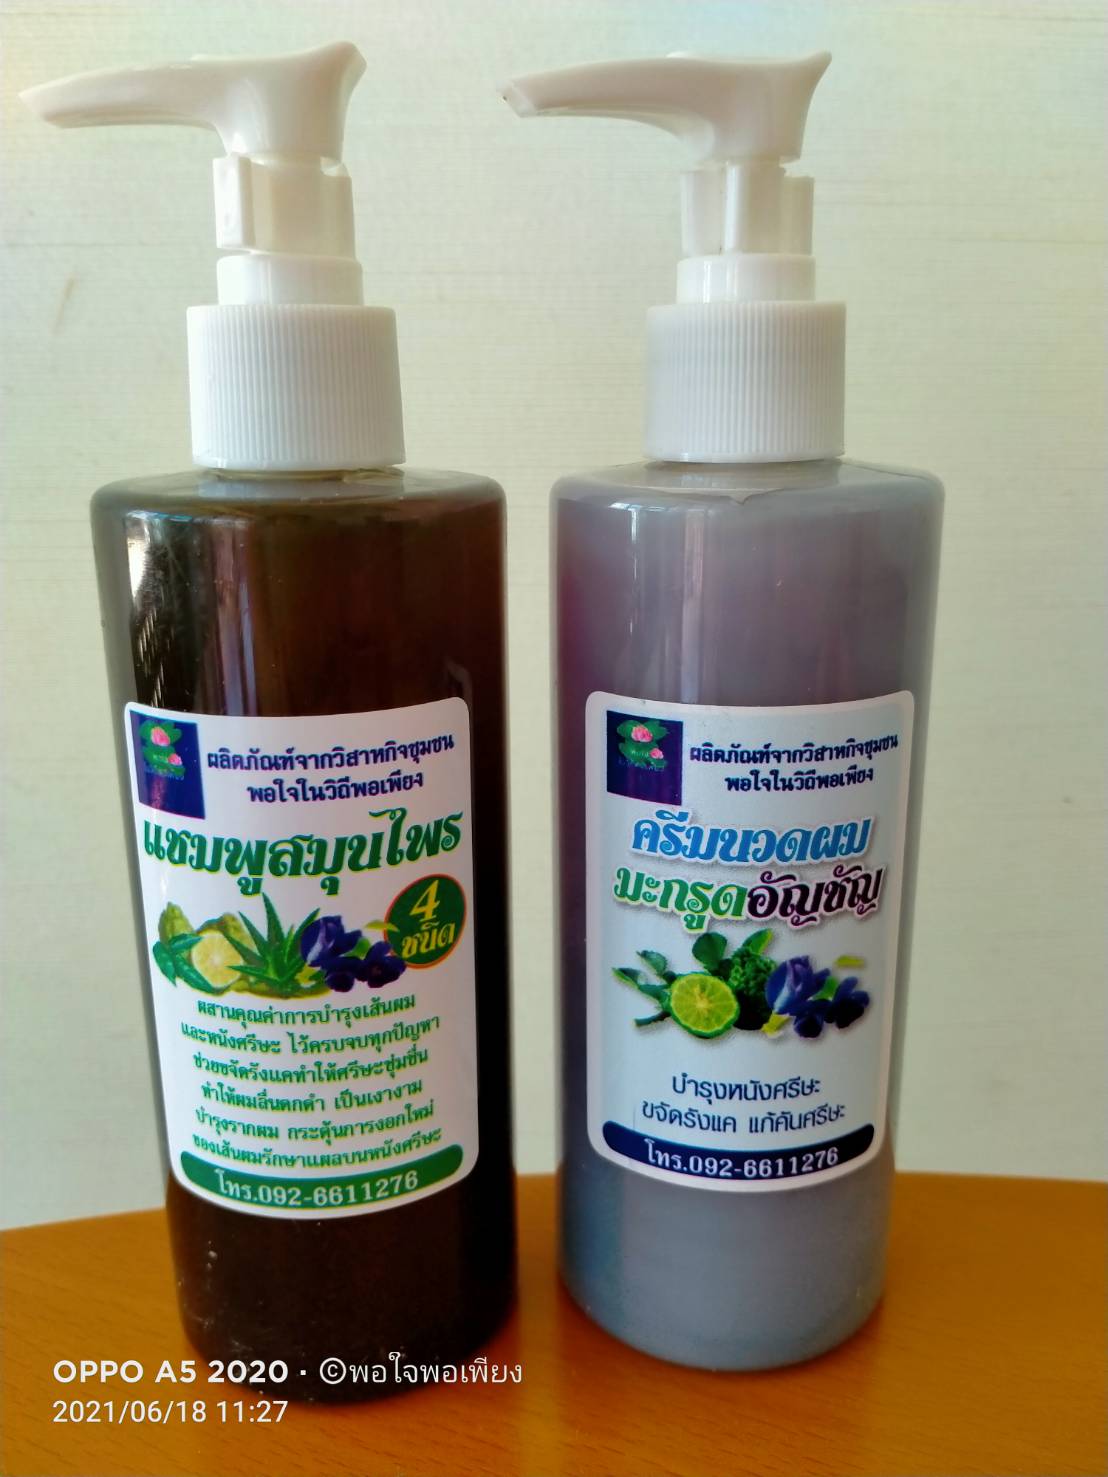 ผลิตภัณฑ์จากวิสาหกิจชุมชน
พอใจในวิถีพอเพียง
แชมพูสมุนไพร
4
ชนิด
ผสานคุณค่าการบำรุงเส้นผม
และหนังศรีษะ ไว้ครบจบทุกปัญหา
ช่วยขจัดรังแคทำให้ศรีษะชุ่มชื่น
ทำให้ผมลื่นดกดำ เป็นเงางาม
บำรุงรากผม กระตุ้นการงอกใหม่
ของเส้นผมรักษาแผลบนหนังศรีษะ
โทร.092-6611276
ผลิตภัณฑ์จากวิสาหกิจชุมชน
พอใจในวิถีพอเพียง
ครีมนวดผม
มะกรูดอัญชัญ
บำรุงหนังศรีษะ
ขจัดรังแค แก้คันศรีษะ
โทร.092-6611276
OPPO A5 2020 · ©พอใจพอเพียง
2021/06/18 11:27